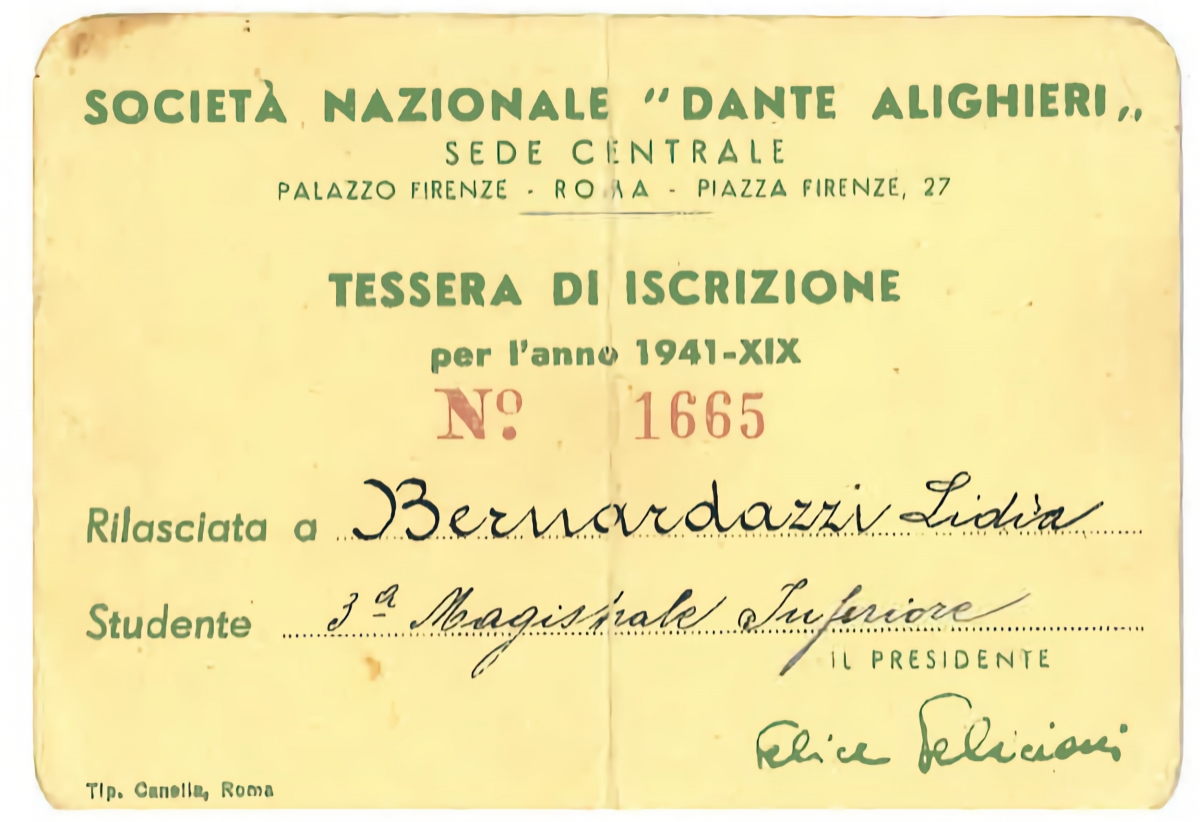 SOCIETÀ NAZIONALE "DANTE ALIGHIERI„
SEDE CENTRALE
PALAZZO FIRENZE - ROMA - PIAZZA FIRENZE, 27
TESSERA DI ISCRIZIONE
per l'anno 1941-XIX
Nº. 1665
Rilasciata a Bernardazzi Lidia
Studente 3ª Magistrale Inferiore
IL PRESIDENTE
Felice Felicioni
Tip. Canella, Roma